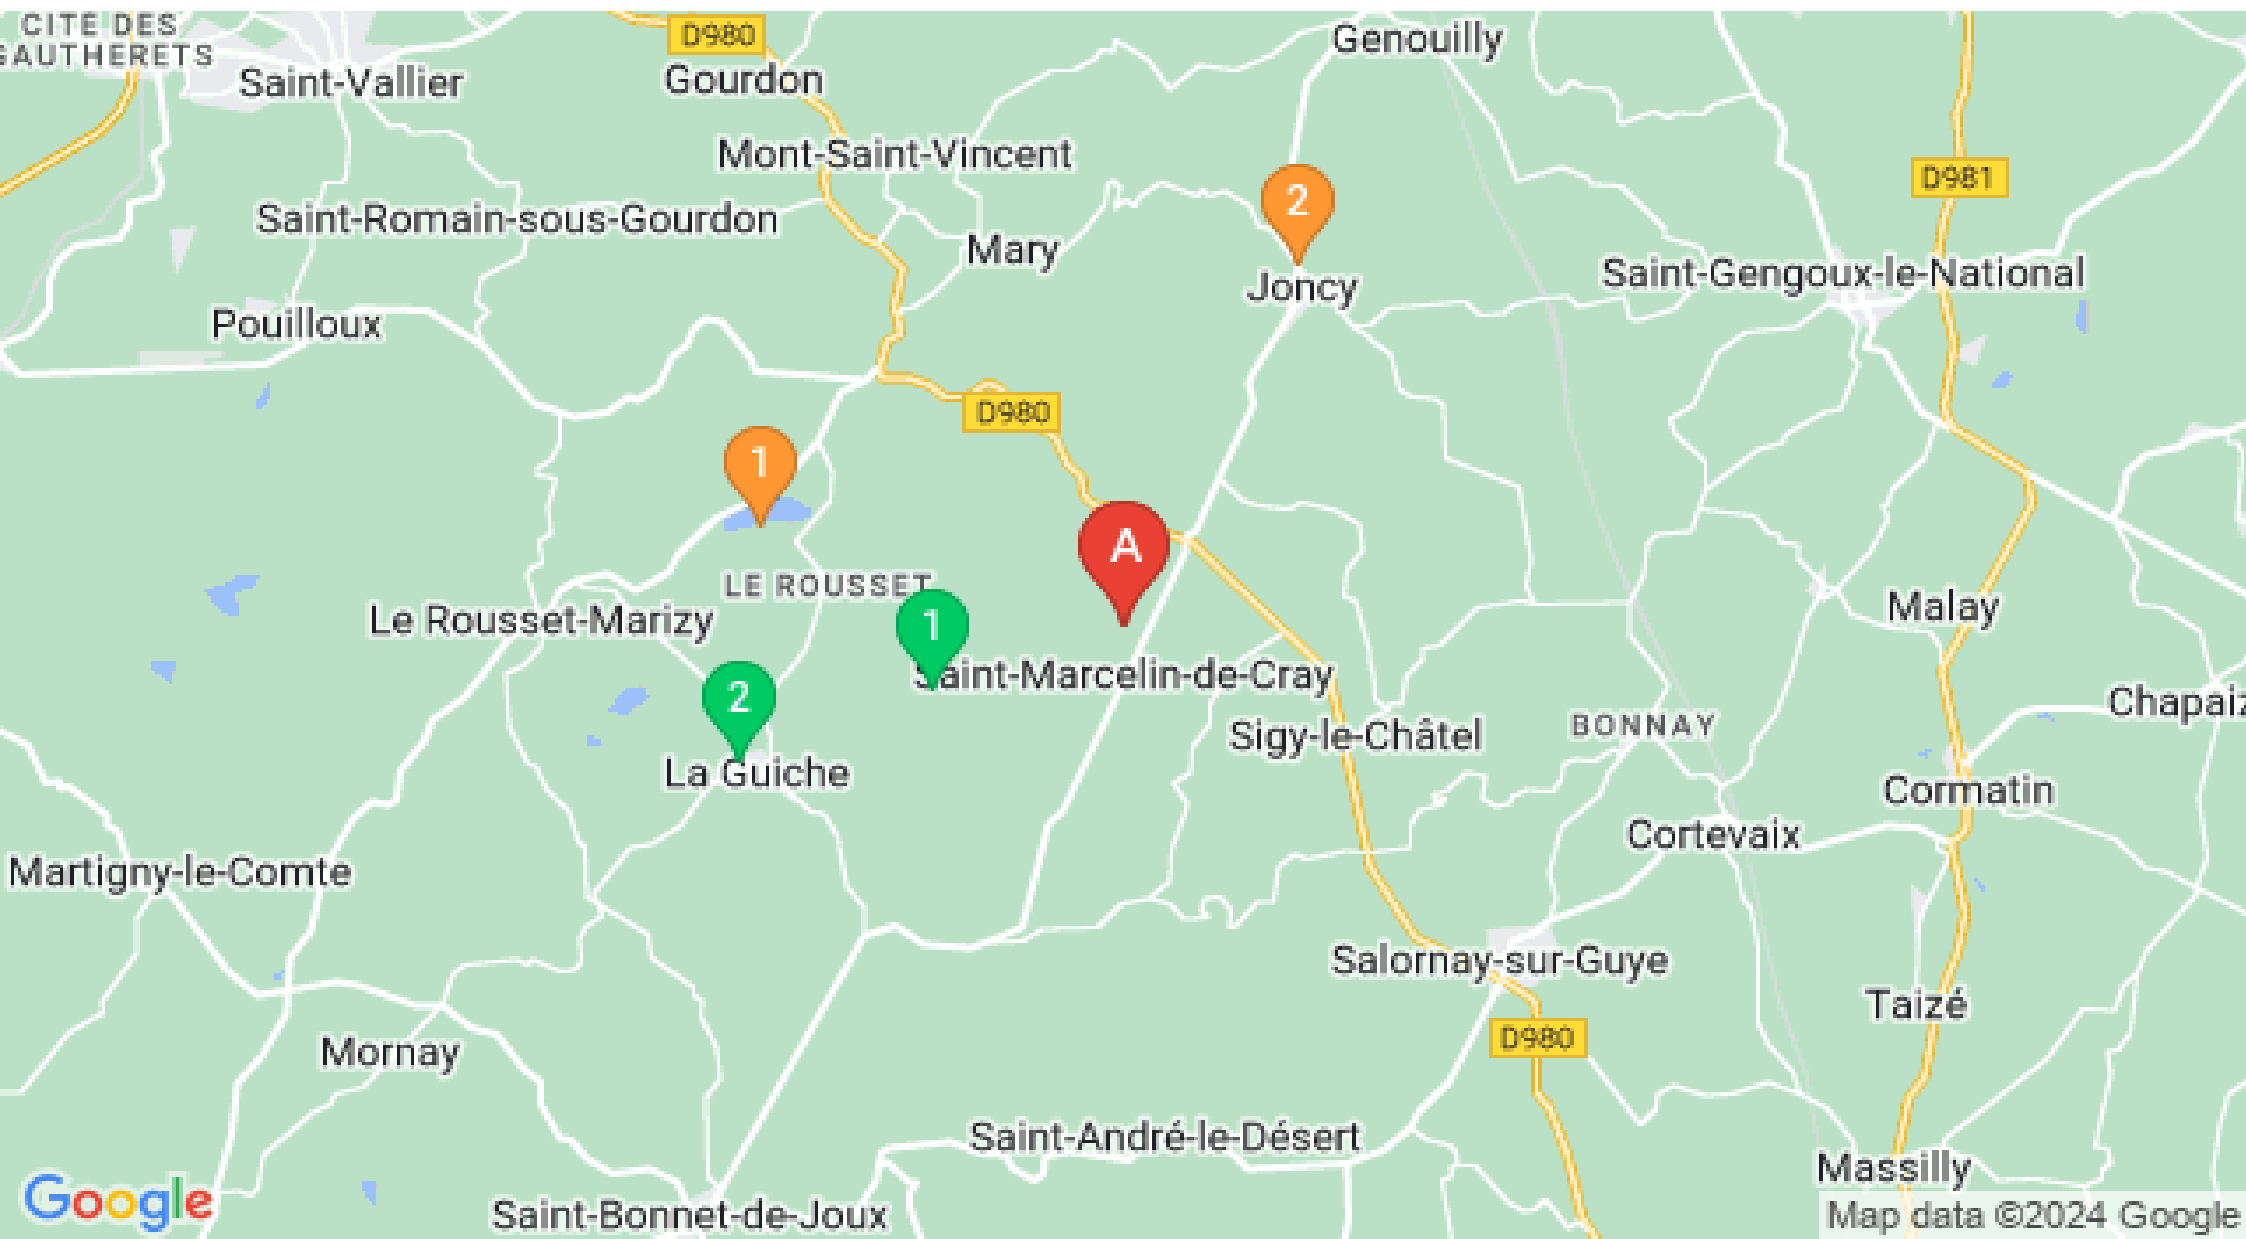 CITÉ DES
GAUTHERETS
Saint-Vallier
D980
Gourdon
Genouilly
Mont-Saint-Vincent
D981
2
Saint-Romain-sous-Gourdon
Mary
Joncy
Saint-Gengoux-le-National
Pouilloux
D980
1
A
LE ROUSSET
Le Rousset-Marizy
1
Malay
Saint-Marcelin-de-Cray
2
Sigy-le-Châtel
BONNAY
Chapaiz
La Guiche
Cormatin
Cortevaix
Martigny-le-Comte
Salornay-sur-Guye
Taizé
D980
Mornay
Saint-André-le-Désert
Massilly
Google
Saint-Bonnet-de-Joux
Map data ©2024 Google